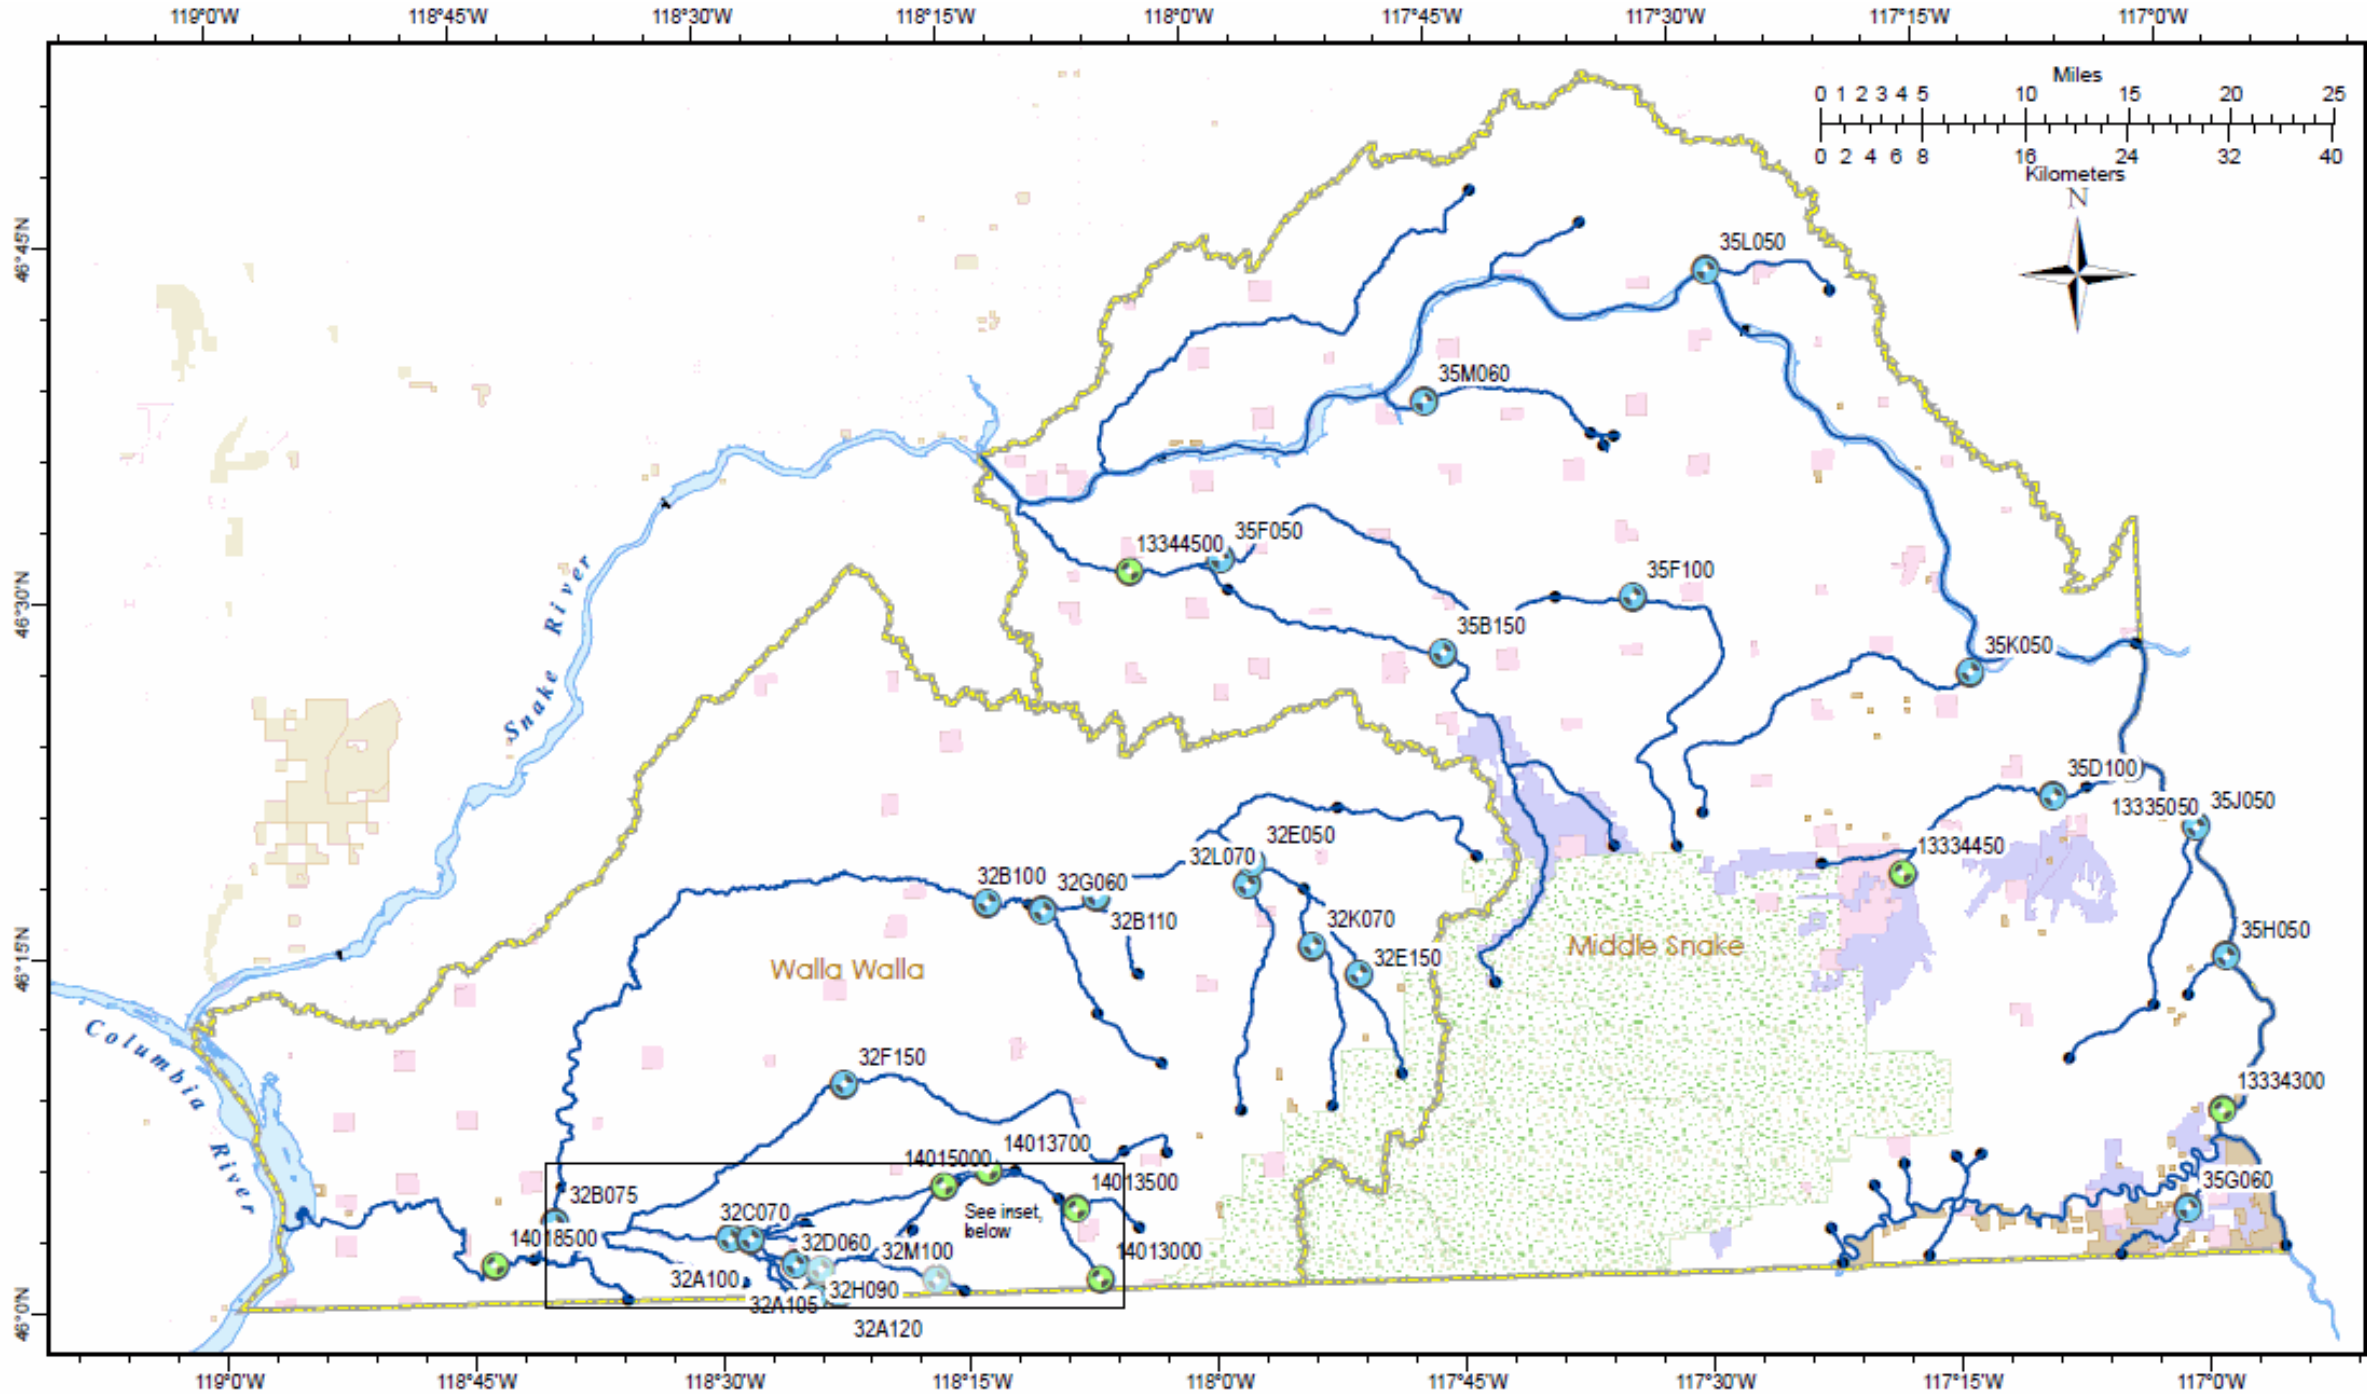 119°0'W 118°45'W 118°30'W 118°15'W 118°0'W 117°45'W 117°30'W 117°15'W 117°0'W
Miles
0 1 2 3 4 5 10 15 20 25
0 2 4 6 8 16 24 32 40
Kilometers
N
46°45'N
35L050
35M060
35F050
13344500
35F100
46°30'N
35B150
35K050
Snake River
35D100
13335050
35J050
32E050
32L070
13334450
32B100
32G060
32B110
32K070
35H050
46°15'N
Walla Walla
Middle Snake
32E150
Columbia River
32F150
13334300
14013700
14015000
14013500
35G060
32B075
32C070
See inset,
below
14018500
32D060
32M100
14013000
32A100
32H090
32A105
46°0'N
32A120
119°0'W 118°45'W 118°30'W 118°15'W 118°0'W 117°45'W 117°30'W 117°15'W 117°0'W